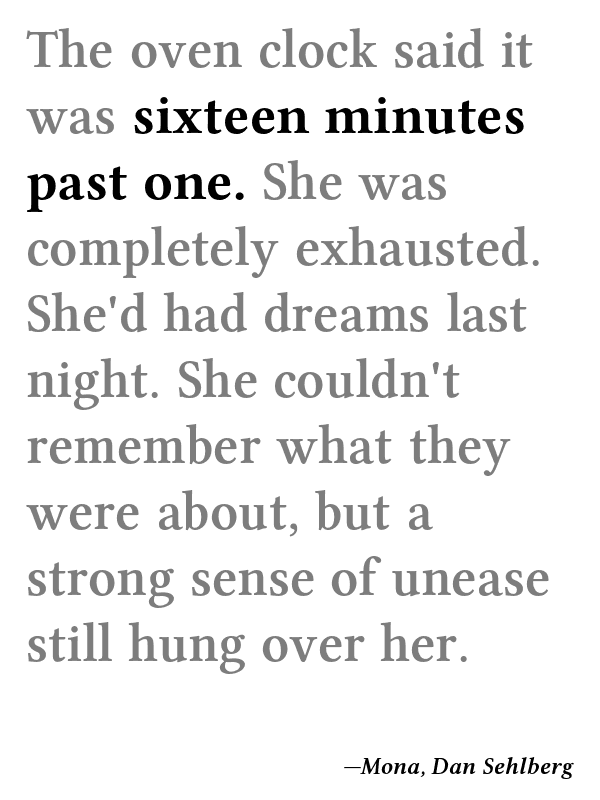 The oven clock said it
was sixteen minutes
past one. She was
completely exhausted.
She'd had dreams last
night. She couldn't
remember what they
were about, but a
strong sense of unease
still hung over her.
—Mona, Dan Sehlberg